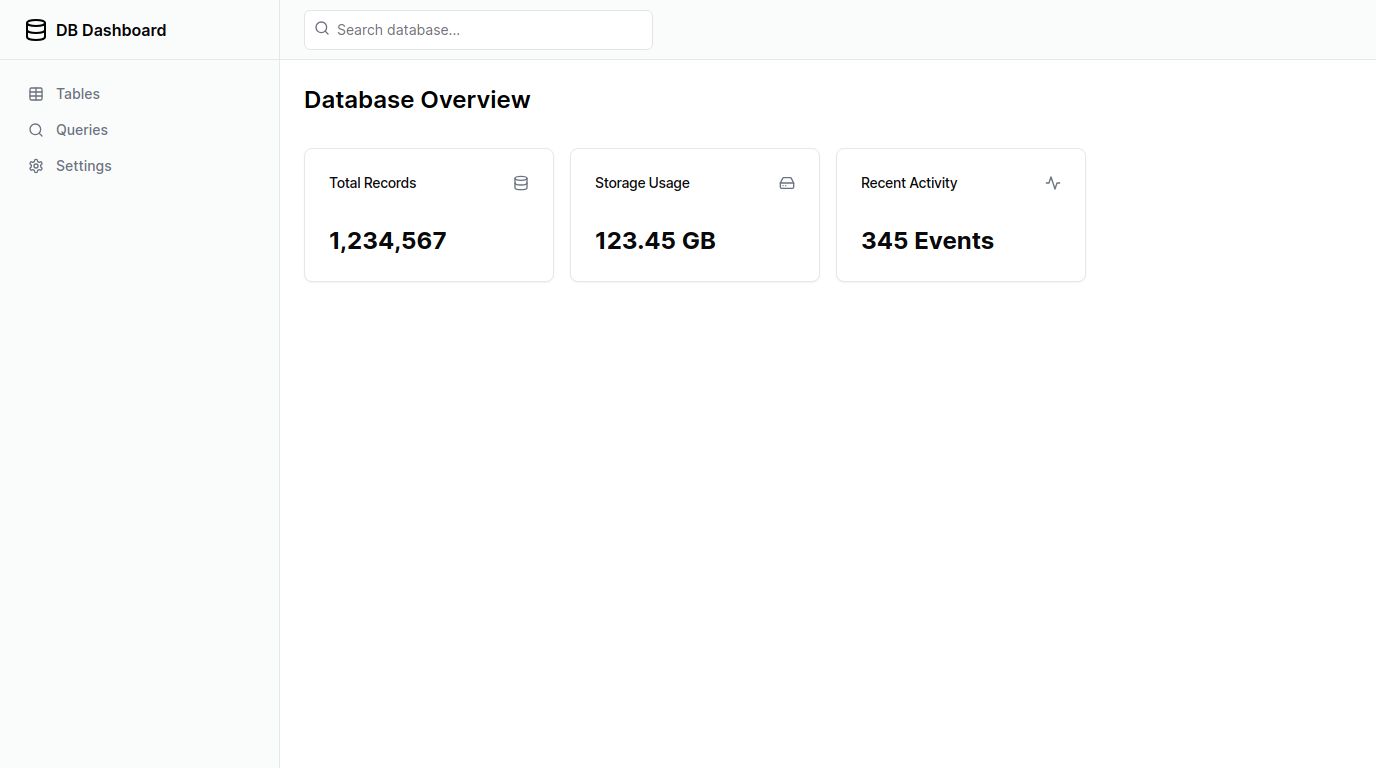 DB Dashboard
Search database...
Tables
Queries
Settings
Database Overview
Total Records
1,234,567
Storage Usage
123.45 GB
Recent Activity
345 Events